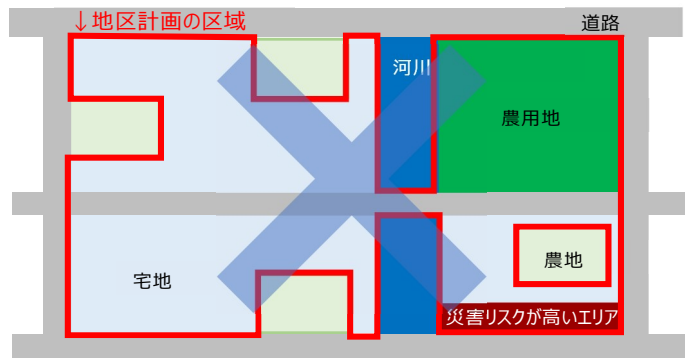 ↓地区計画の区域
道路
河川
農用地
宅地
農地
災害リスクが高いエリア